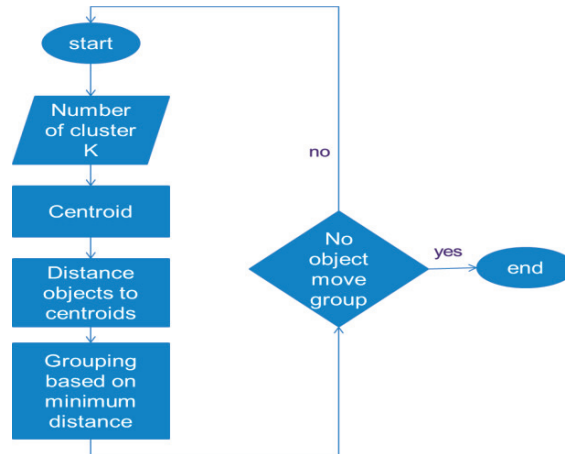 start
Number
of cluster
K
Centroid
Distance
objects to
centroids
Grouping
based on
minimum
distance
no
No
object
move
group
yes
end